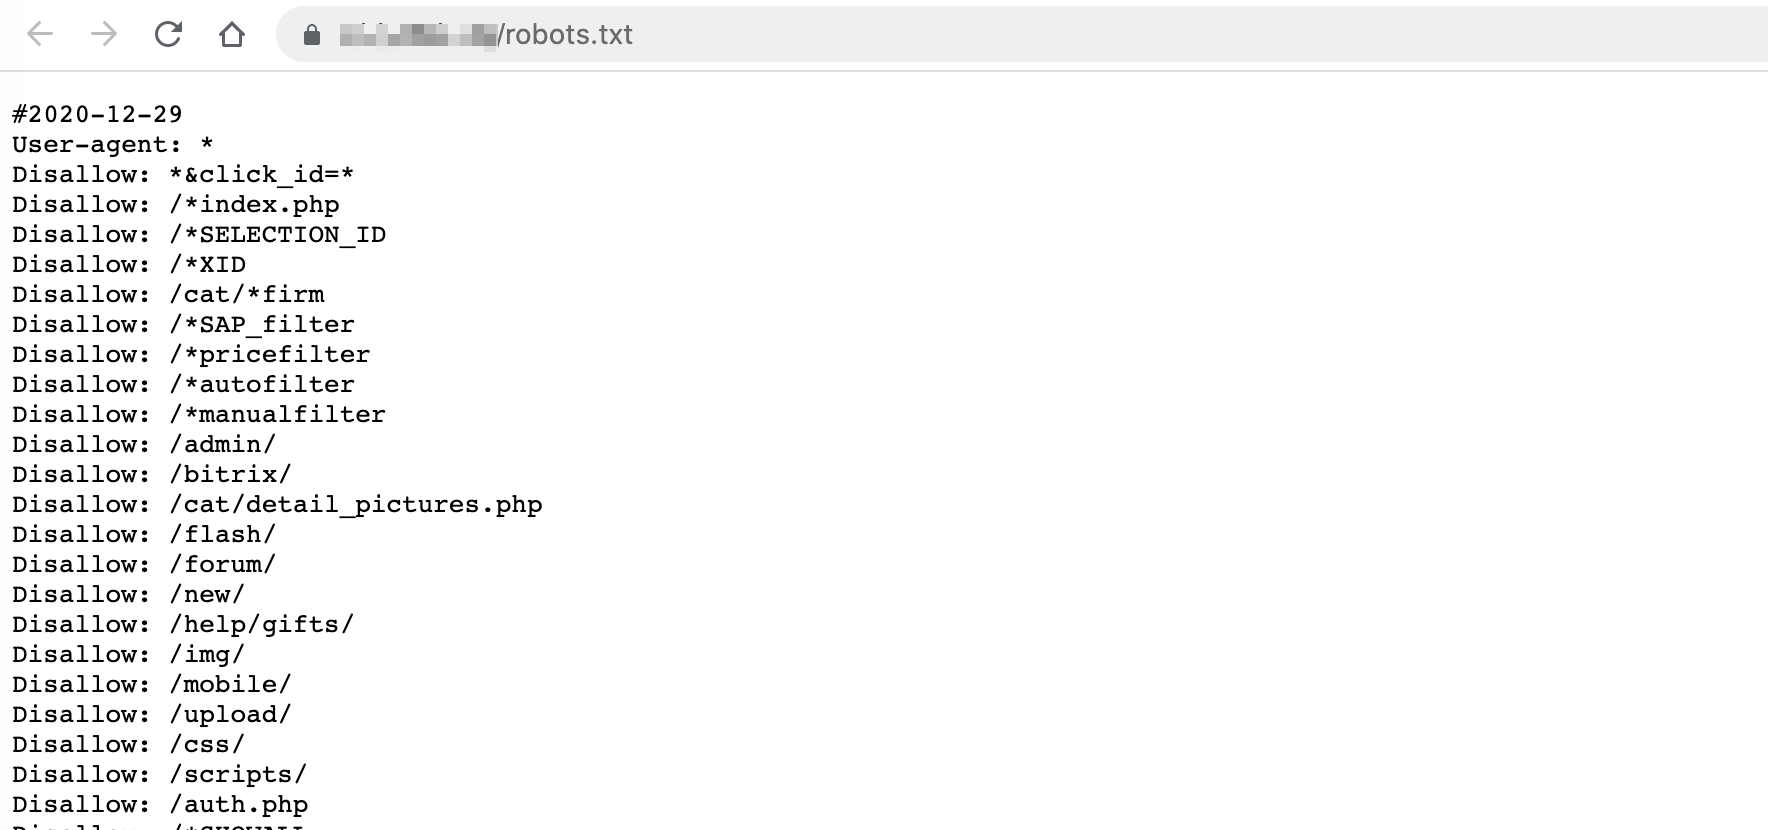 /robots.txt
#2020-12-29
User-agent: *
Disallow: *&click_id=*
Disallow: /*index.php
Disallow: /*SELECTION_ID
Disallow: /*XID
Disallow: /cat/*firm
Disallow: /*SAP_filter
Disallow: /*pricefilter
Disallow: /*autofilter
Disallow: /*manualfilter
Disallow: /admin/
Disallow: /bitrix/
Disallow: /cat/detail_pictures.php
Disallow: /flash/
Disallow: /forum/
Disallow: /new/
Disallow: /help/gifts/
Disallow: /img/
Disallow: /mobile/
Disallow: /upload/
Disallow: /css/
Disallow: /scripts/
Disallow: /auth.php